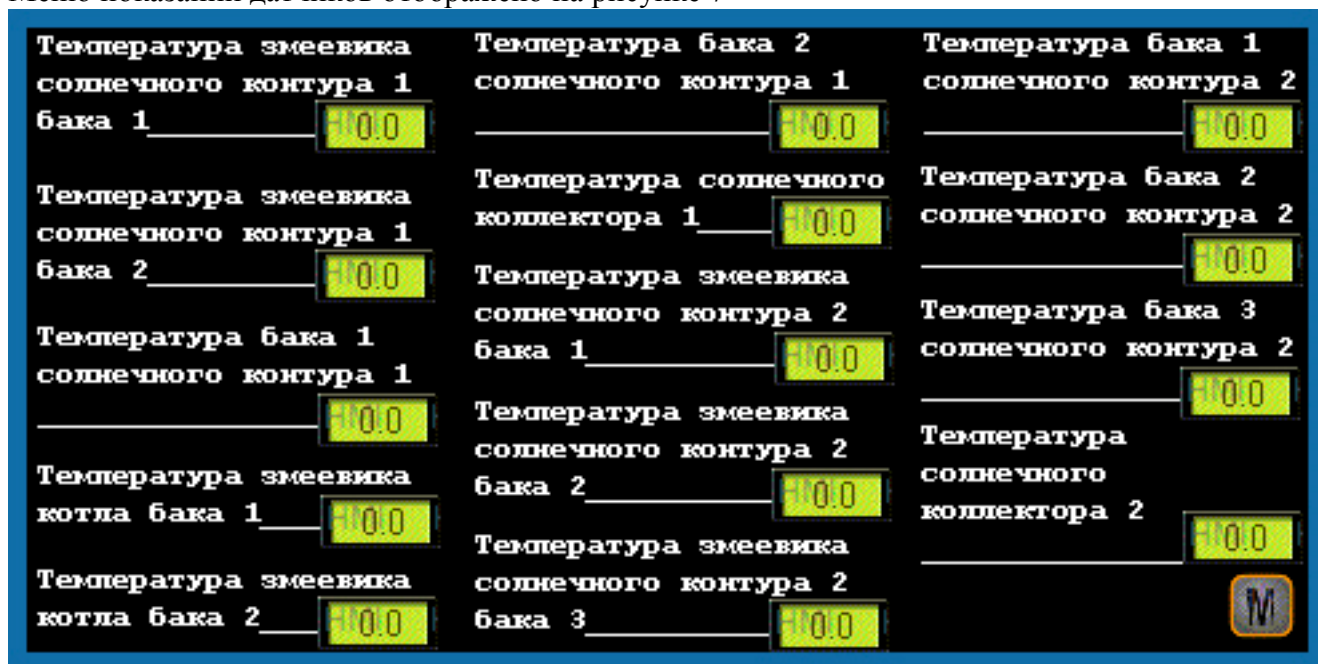 Меню показаний датчиков отображено на рисунке 7
Температура змеевика
солнечного контура 1
бака 1 0.0
Температура змеевика
солнечного контура 1
бака 2 0.0
Температура бака 1
солнечного контура 1
0.0
Температура змеевика
котла бака 1 0.0
Температура змеевика
котла бака 2 0.0
Температура бака 2
солнечного контура 1
0.0
Температура солнечного
коллектора 1 0.0
Температура змеевика
солнечного контура 2
бака 1 0.0
Температура змеевика
солнечного контура 2
бака 2 0.0
Температура змеевика
солнечного контура 2
бака 3 0.0
Температура бака 1
солнечного контура 2
0.0
Температура бака 2
солнечного контура 2
0.0
Температура бака 3
солнечного контура 2
0.0
Температура
солнечного
коллектора 2
0.0
М